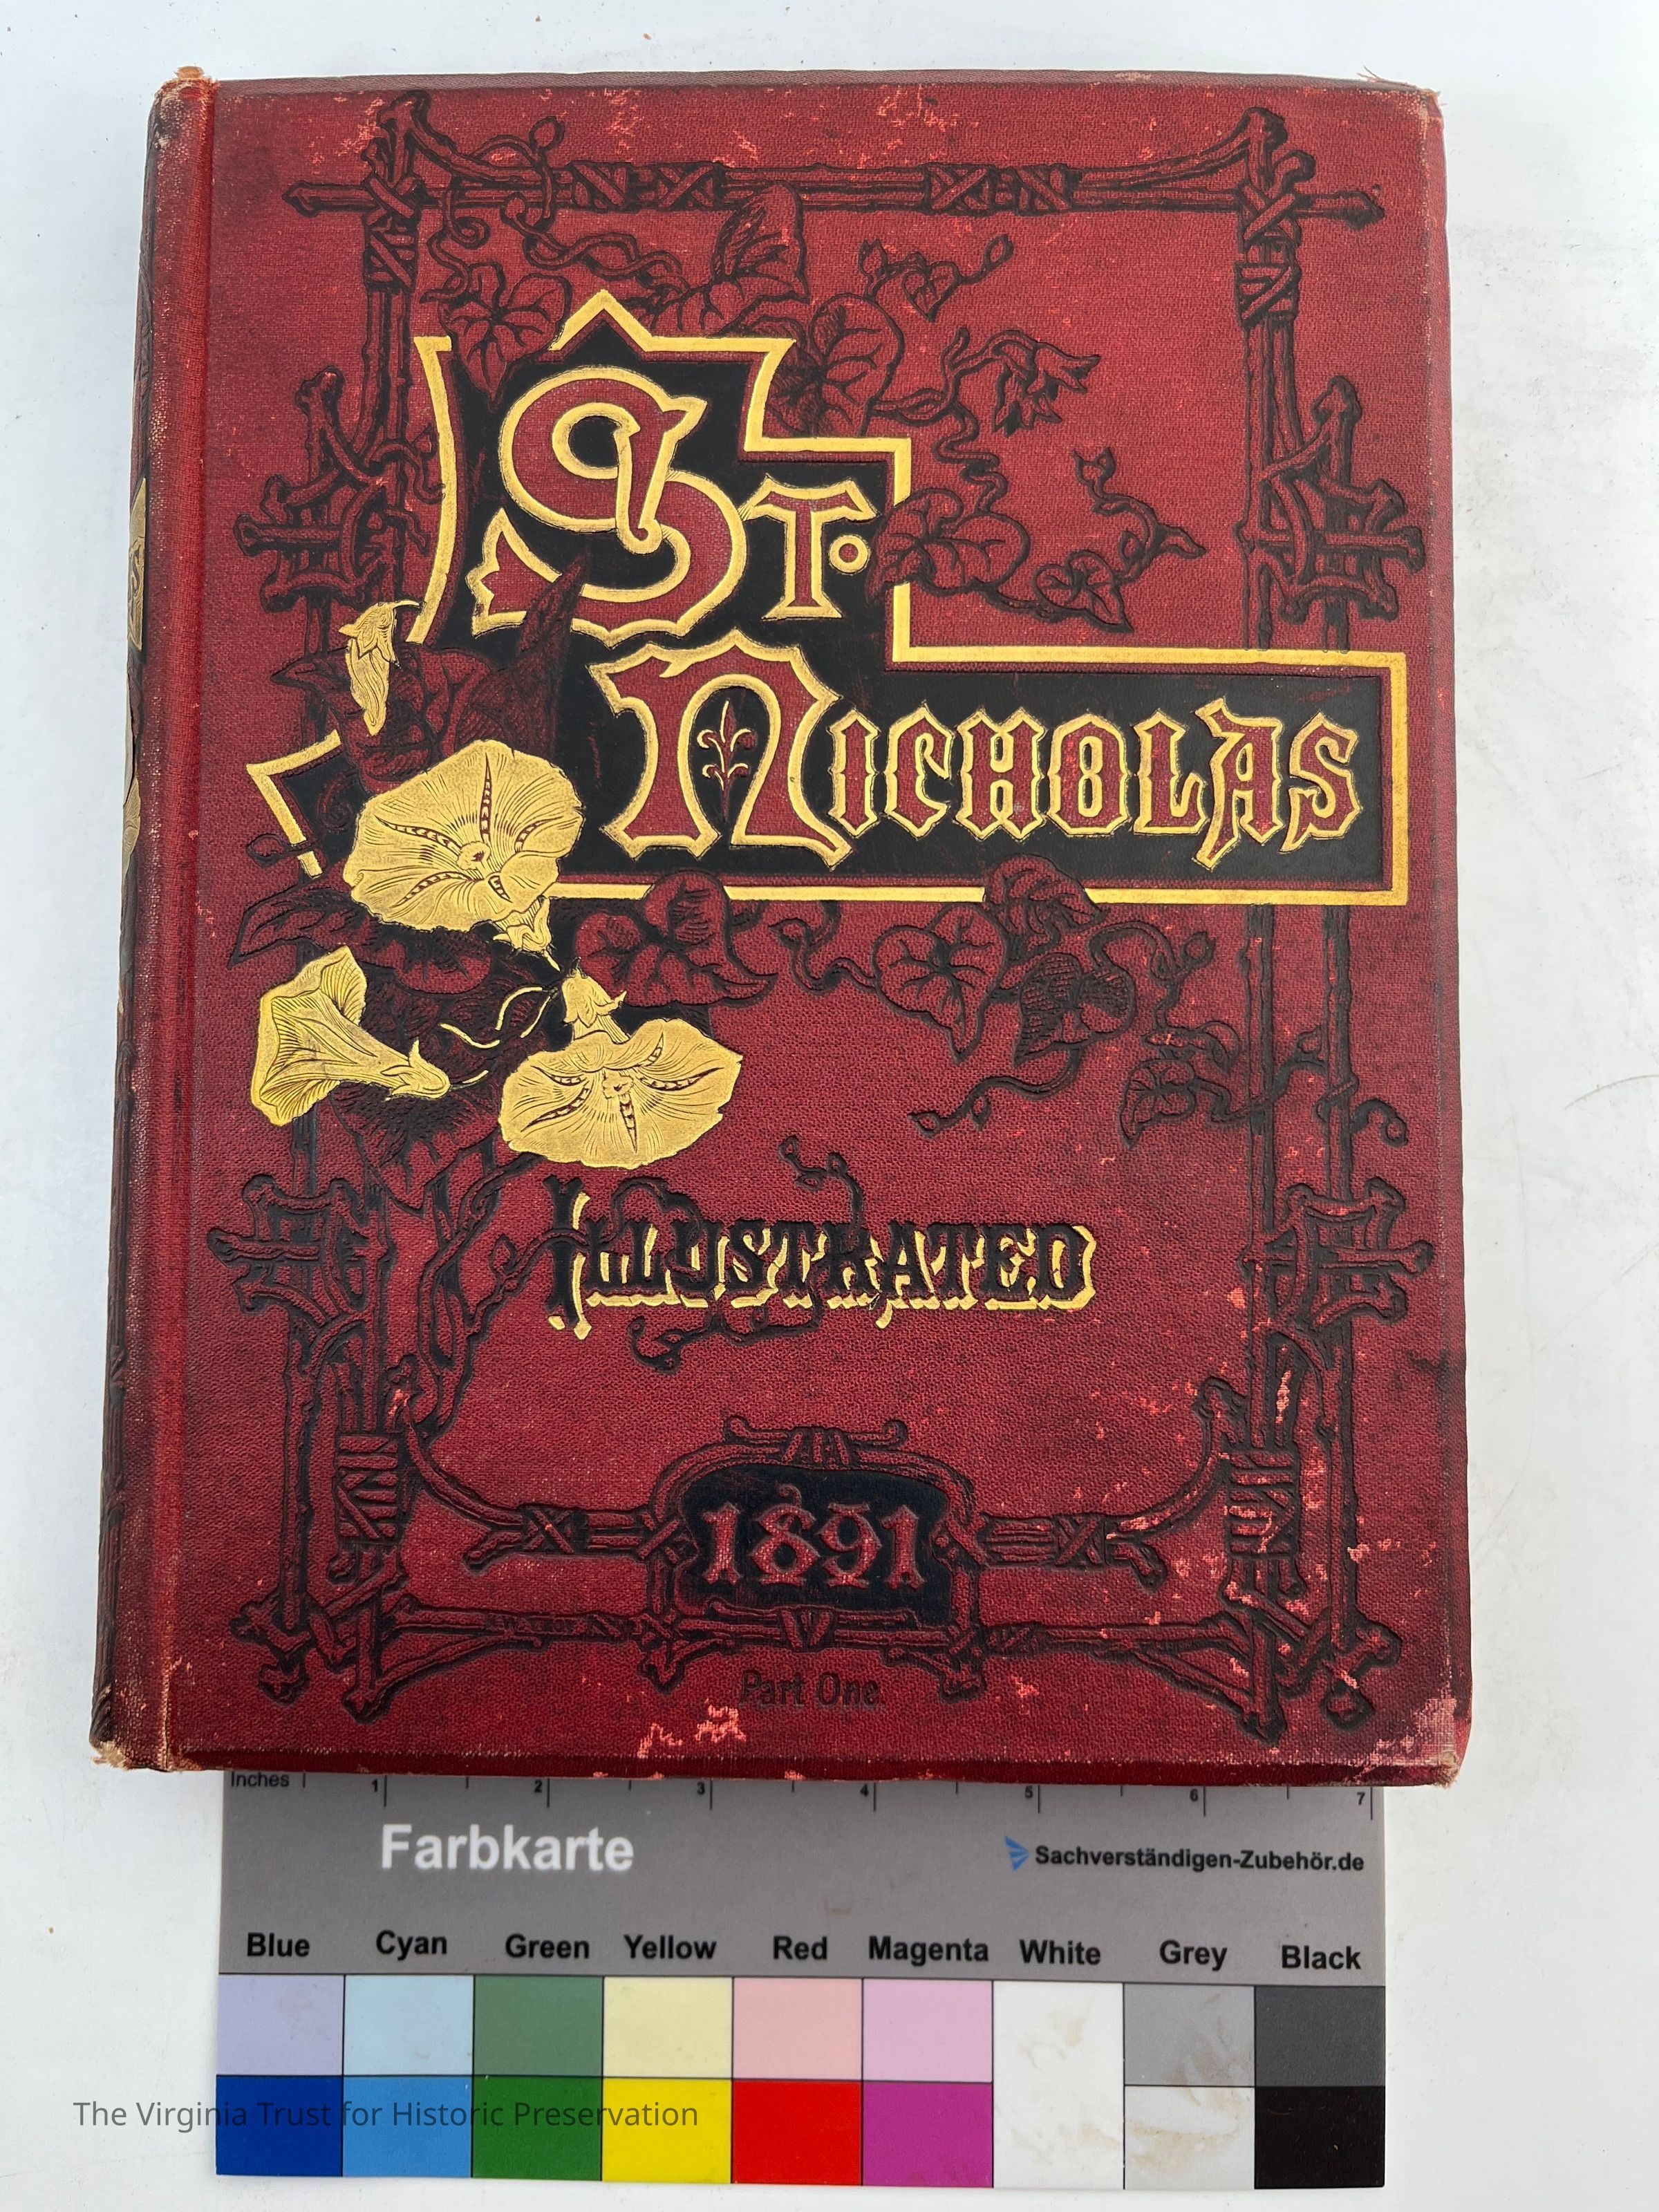 St.
Nicholas
Illustrated
1891
Part One.
Inches 1 2 3 4 5 6 7
Farbkarte
Sachverständigen-Zubehör.de
Blue Cyan Green Yellow Red Magenta White Grey Black
The Virginia Trust for Historic Preservation